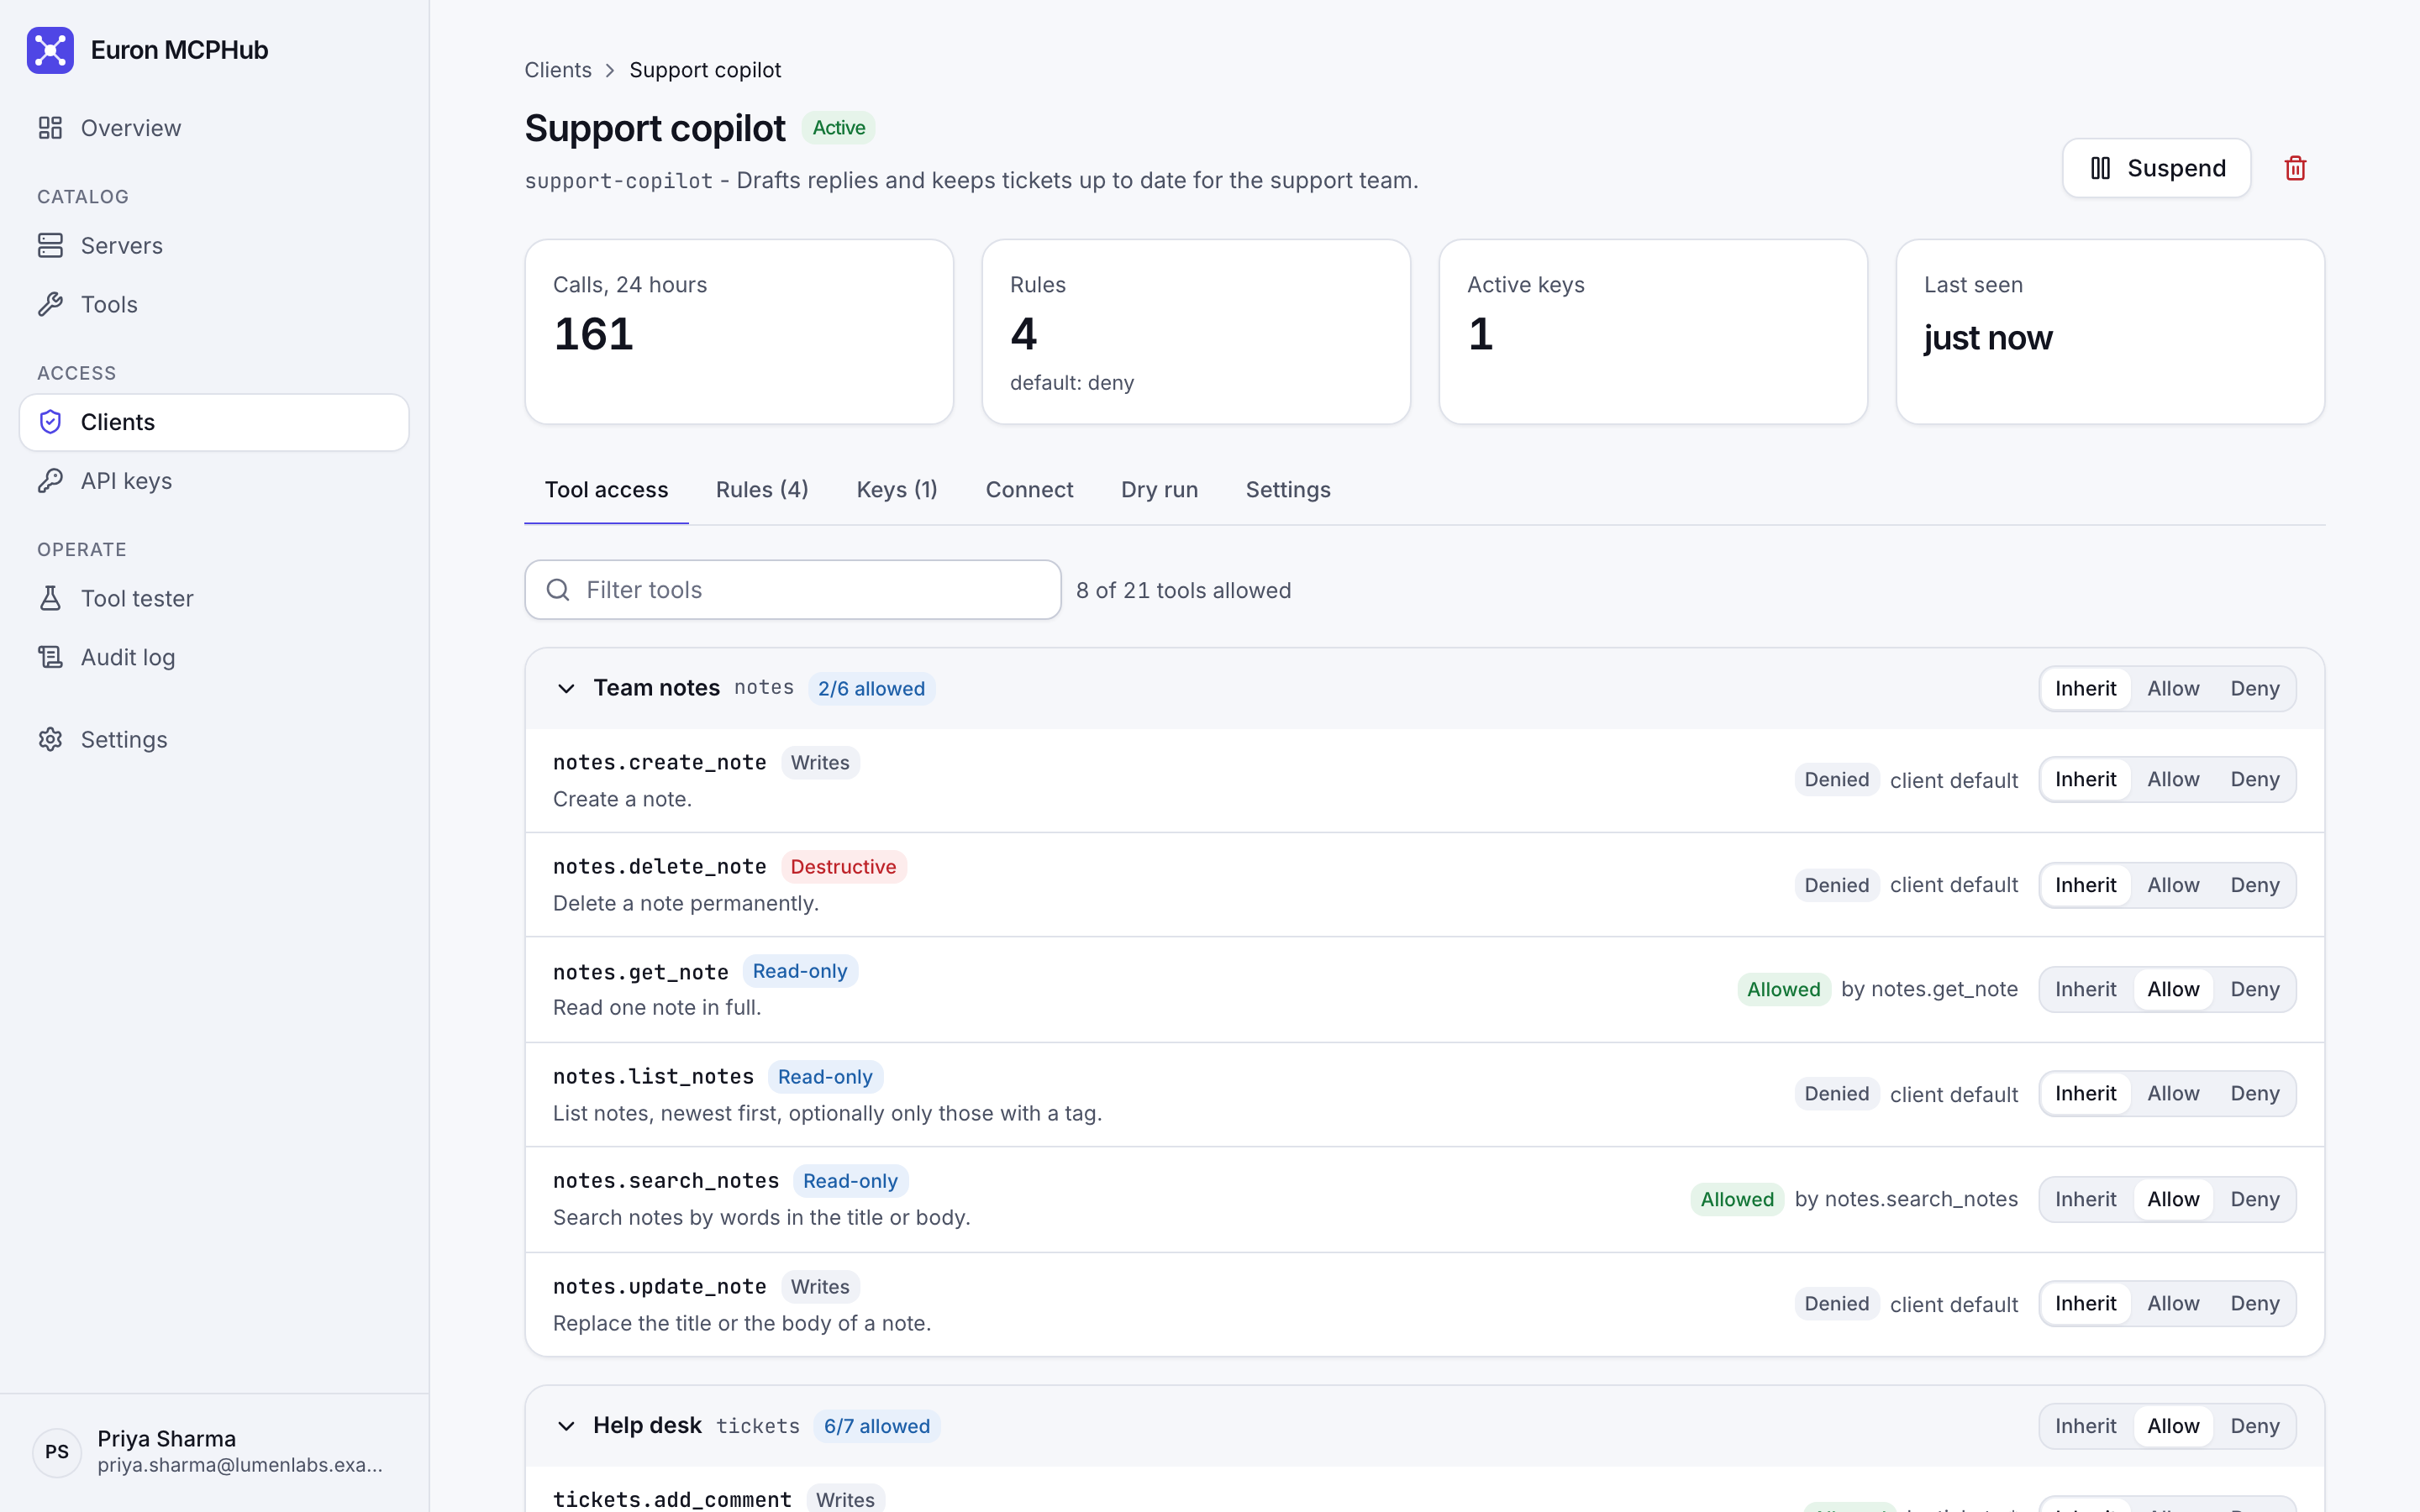 Euron MCPHub
Overview
CATALOG
Servers
Tools
ACCESS
Clients
API keys
OPERATE
Tool tester
Audit log
Settings
PS
Priya Sharma
priya.sharma@lumenlabs.exa...
Clients > Support copilot
Support copilot Active
support-copilot - Drafts replies and keeps tickets up to date for the support team.
Suspend
Calls, 24 hours
161
Rules
4
default: deny
Active keys
1
Last seen
just now
Tool access Rules (4) Keys (1) Connect Dry run Settings
Filter tools 8 of 21 tools allowed
Team notes notes 2/6 allowed Inherit Allow Deny
notes.create_note Writes
Create a note.
Denied client default Inherit Allow Deny
notes.delete_note Destructive
Delete a note permanently.
Denied client default Inherit Allow Deny
notes.get_note Read-only
Read one note in full.
Allowed by notes.get_note Inherit Allow Deny
notes.list_notes Read-only
List notes, newest first, optionally only those with a tag.
Denied client default Inherit Allow Deny
notes.search_notes Read-only
Search notes by words in the title or body.
Allowed by notes.search_notes Inherit Allow Deny
notes.update_note Writes
Replace the title or the body of a note.
Denied client default Inherit Allow Deny
Help desk tickets 6/7 allowed Inherit Allow Deny
tickets.add_comment Writes